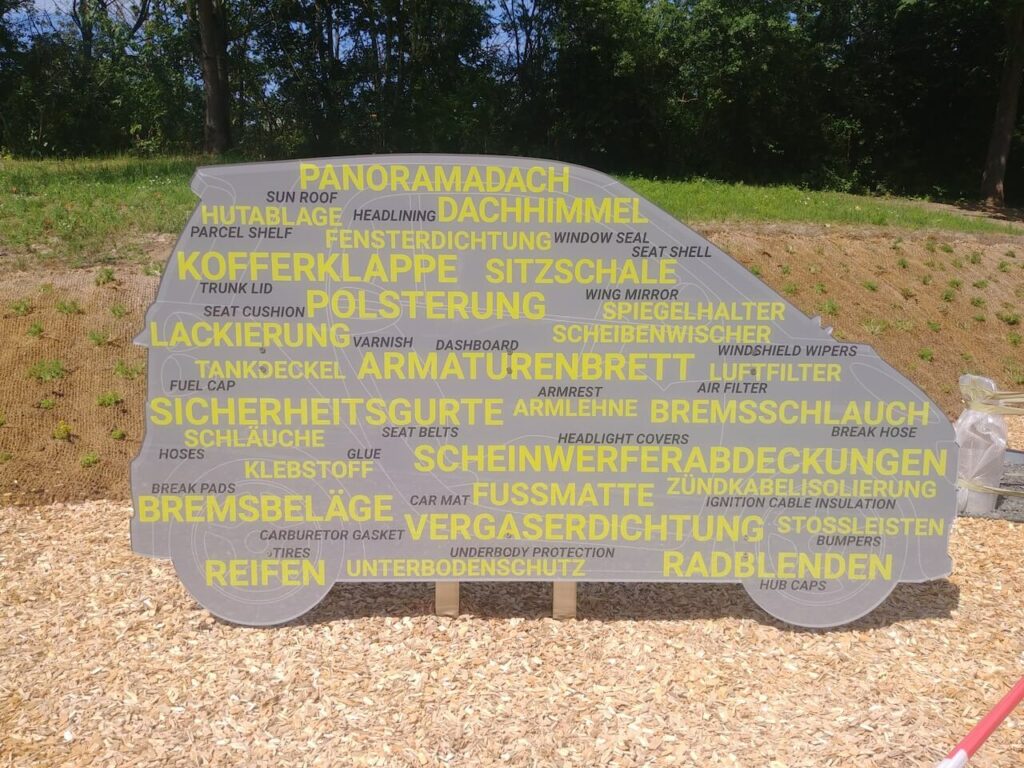 PANORAMADACH
SUN ROOF
HUTABLAGE HEADLINING DACHHIMMEL
PARCEL SHELF
FENSTERDICHTUNG WINDOW SEAL
SEAT SHELL
KOFFERKLAPPE SITZSCHALE
TRUNK LID WING MIRROR
SEAT CUSHION POLSTERUNG SPIEGELHALTER
LACKIERUNG VARNISH DASHBOARD SCHEIBENWISCHER
WINDSHIELD WIPERS
TANKDECKEL ARMATURENBRETT LUFTFILTER
FUEL CAP ARMREST AIR FILTER
SICHERHEITSGURTE ARMLEHNE BREMSSCHLAUCH
SCHLÄUCHE SEAT BELTS HEADLIGHT COVERS BREAK HOSE
HOSES GLUE
KLEBSTOFF SCHEINWERFERABDECKUNGEN
BREAK PADS ZÜNDKABELISOLIERUNG
BREMSBELÄGE CAR MAT FUSSMATTE IGNITION CABLE INSULATION
CARBURETOR GASKET VERGASERDICHTUNG STOSSLEISTEN
TIRES UNDERBODY PROTECTION BUMPERS
REIFEN UNTERBODENSCHUTZ RADBLENDEN
HUB CAPS